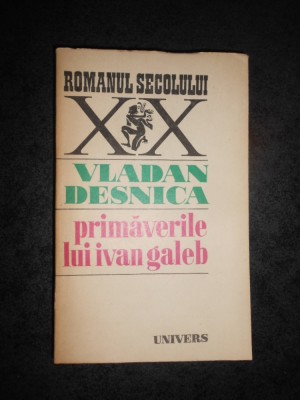 ROMANUL SECOLULUI
XX
VLADAN
DESNICA
primăverile
lui ivan galeb
UNIVERS